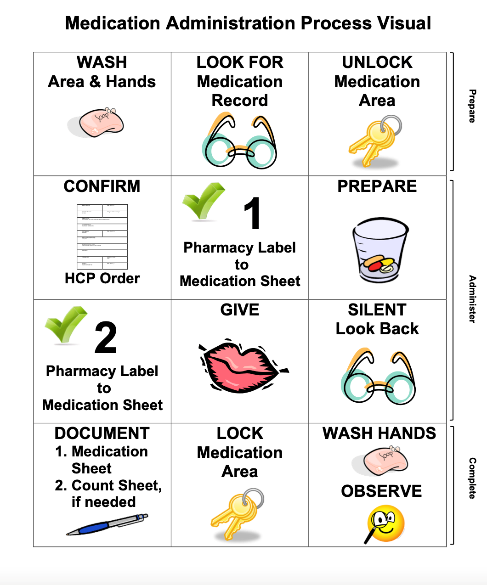 Medication Administration Process Visual
WASH
Area & Hands
LOOK FOR
Medication
Record
UNLOCK
Medication
Area
Prepare
CONFIRM
HCP Order
1
Pharmacy Label
to
Medication Sheet
PREPARE
Administer
2
Pharmacy Label
to
Medication Sheet
GIVE
SILENT
Look Back
DOCUMENT
1. Medication
Sheet
2. Count Sheet,
if needed
LOCK
Medication
Area
WASH HANDS
OBSERVE
Complete